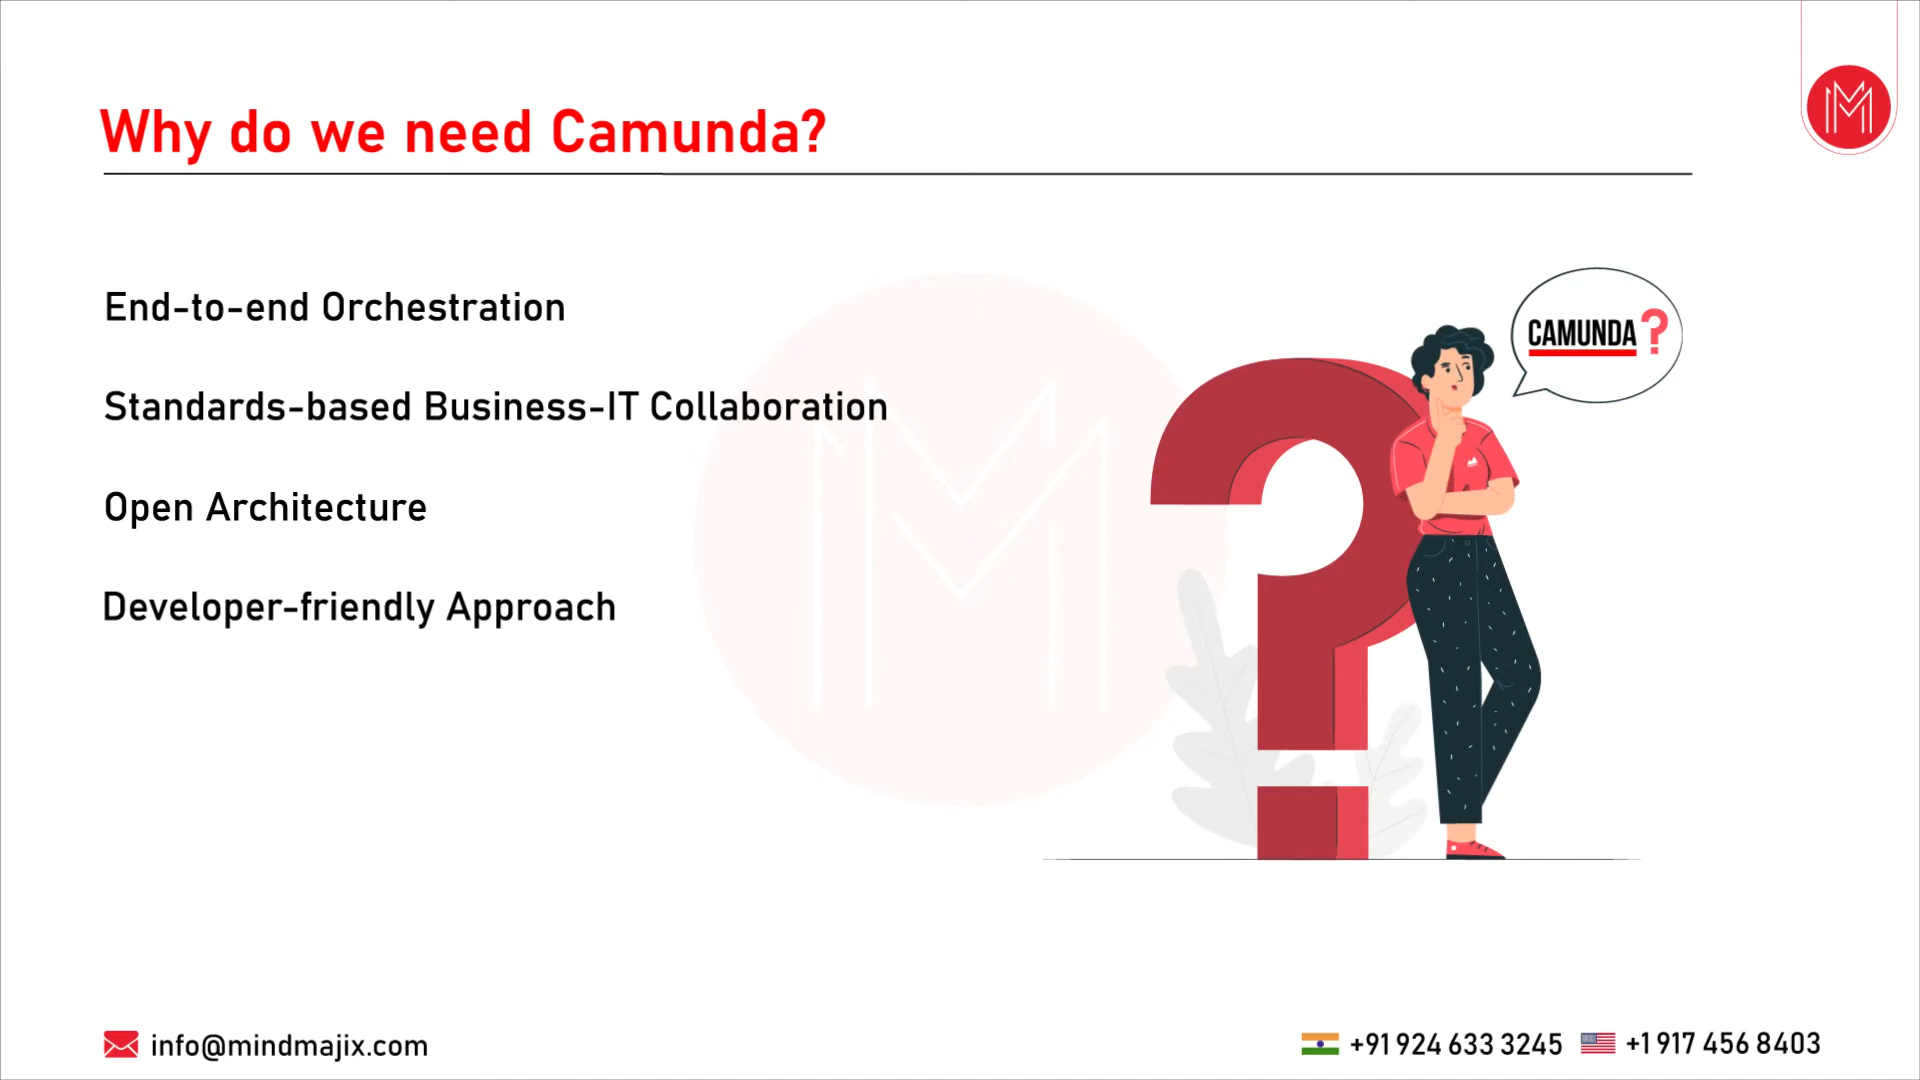 Why do we need Camunda?
CAMUNDA ?
End-to-end Orchestration
Standards-based Business-IT Collaboration
Open Architecture
Developer-friendly Approach
info@mindmajix.com
+91 924 633 3245
+1 917 456 8403